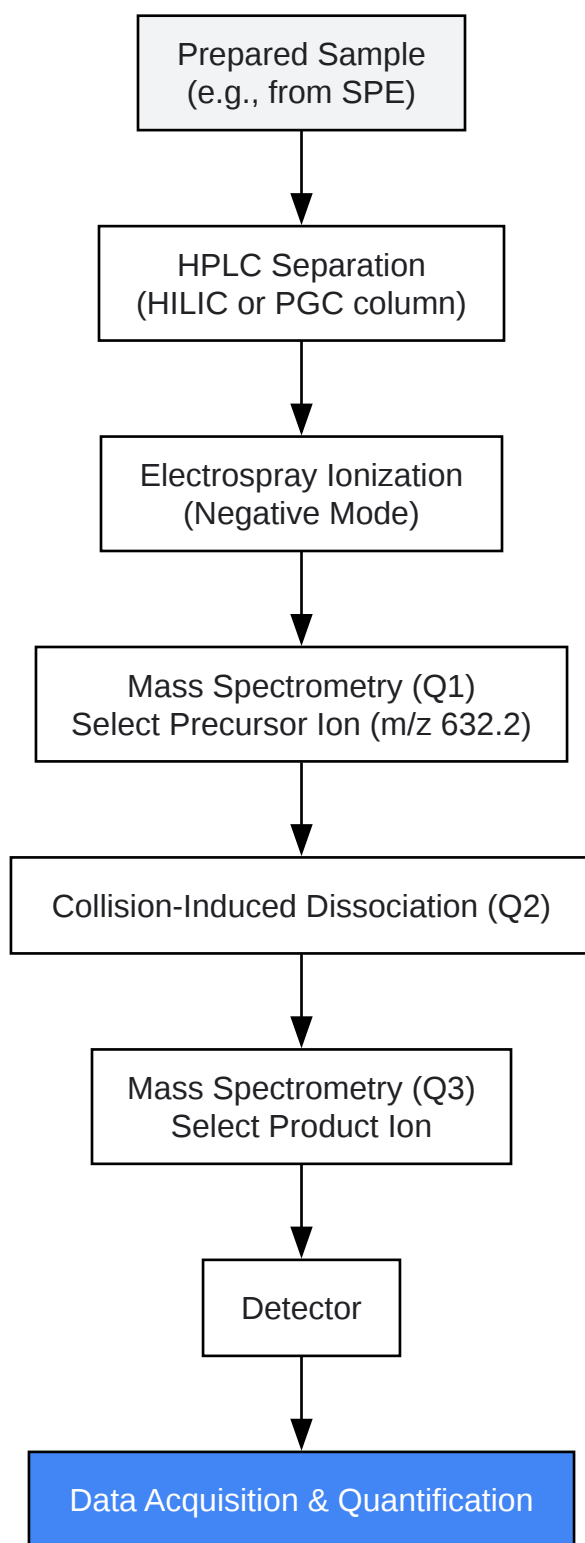 Prepared Sample
(e.g., from SPE)
HPLC Separation
(HILIC or PGC column)
Electrospray Ionization
(Negative Mode)
Mass Spectrometry (Q1)
Select Precursor Ion (m/z 632.2)
Collision-Induced Dissociation (Q2)
Mass Spectrometry (Q3)
Select Product Ion
Detector
Data Acquisition & Quantification